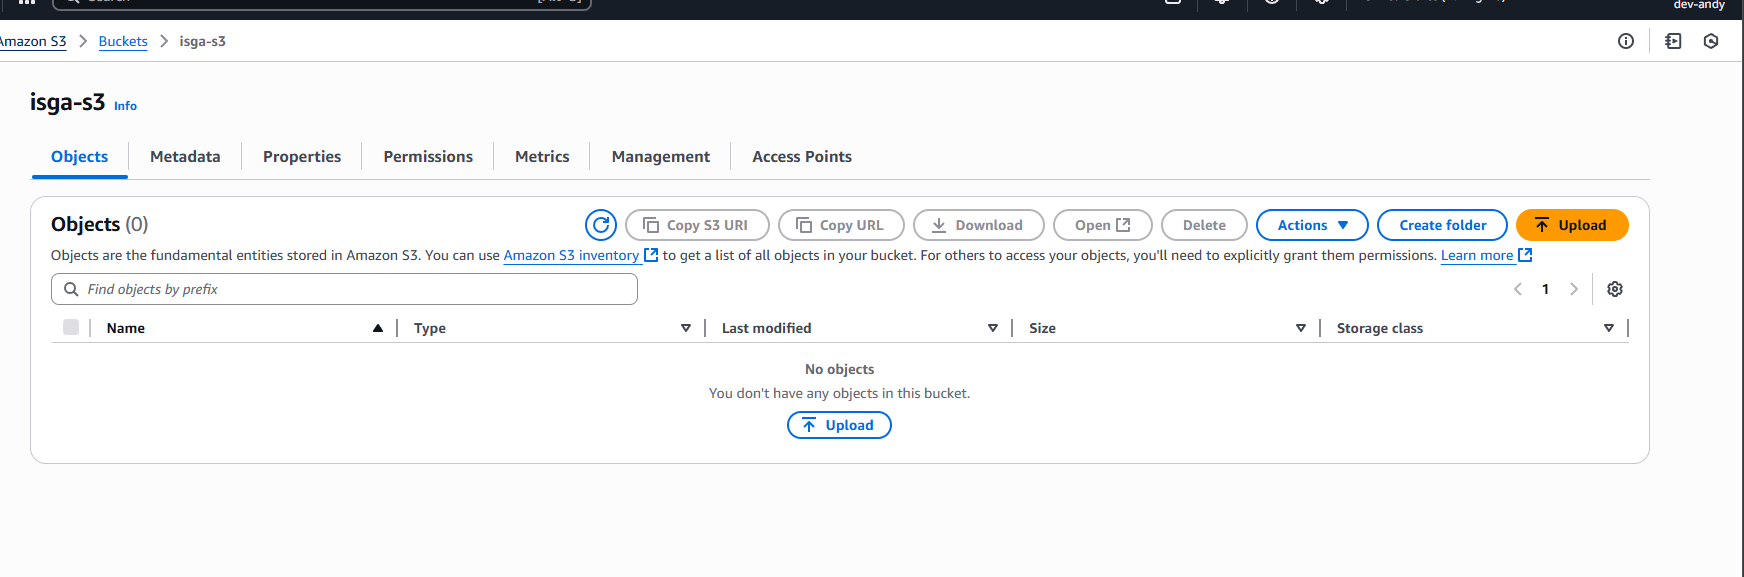 dev-andy
Amazon S3 > Buckets > isga-s3
isga-s3 Info
Objects Metadata Properties Permissions Metrics Management Access Points
Objects (0) Copy S3 URI Copy URL Download Open Delete Actions Create folder Upload
Objects are the fundamental entities stored in Amazon S3. You can use Amazon S3 inventory to get a list of all objects in your bucket. For others to access your objects, you'll need to explicitly grant them permissions. Learn more
Find objects by prefix
1
Name Type Last modified Size Storage class
No objects
You don't have any objects in this bucket.
Upload